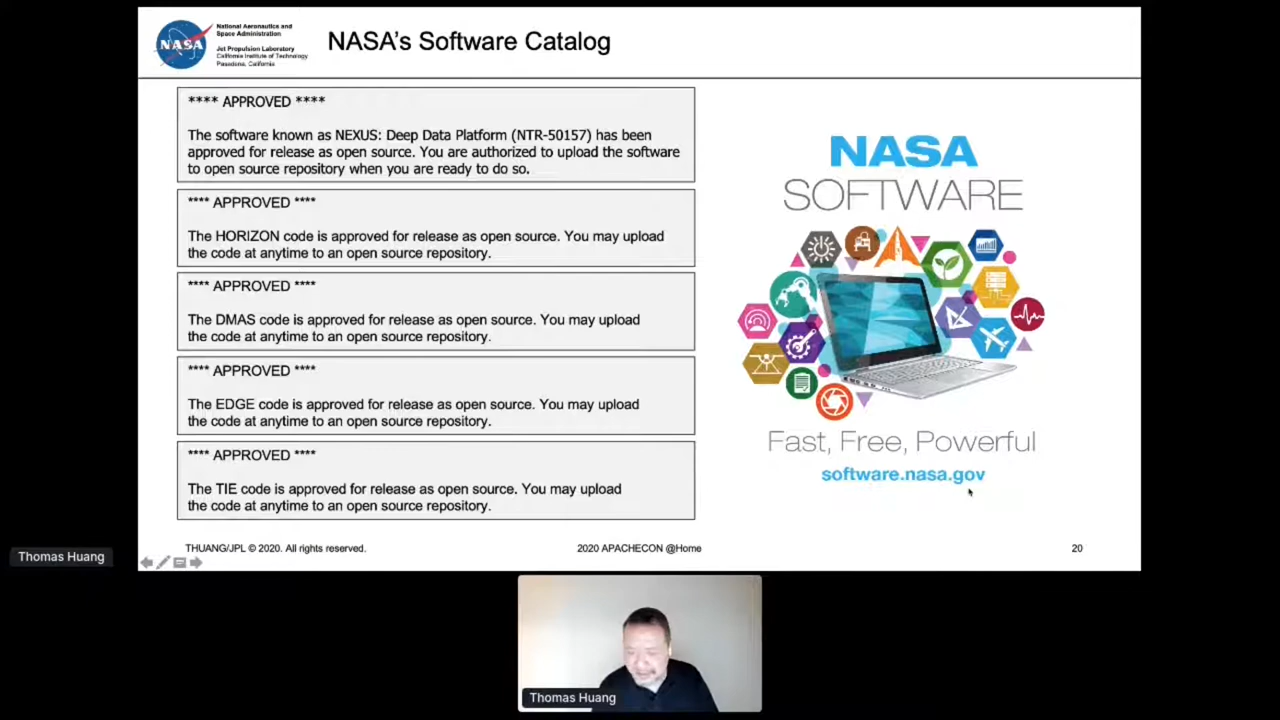 NASA
National Aeronautics and
Space Administration
Jet Propulsion Laboratory
California Institute of Technology
Pasadena, California
NASA's Software Catalog
**** APPROVED ****
The software known as NEXUS: Deep Data Platform (NTR-50157) has been
approved for release as open source. You are authorized to upload the software
to open source repository when you are ready to do so.
**** APPROVED ****
The HORIZON code is approved for release as open source. You may upload
the code at anytime to an open source repository.
**** APPROVED ****
The DMAS code is approved for release as open source. You may upload
the code at anytime to an open source repository.
**** APPROVED ****
The EDGE code is approved for release as open source. You may upload
the code at anytime to an open source repository.
**** APPROVED ****
The TIE code is approved for release as open source. You may upload
the code at anytime to an open source repository.
NASA
SOFTWARE
Fast, Free, Powerful
software.nasa.gov
THUANG/JPL © 2020. All rights reserved.
2020 APACHECON @Home
20
Thomas Huang
Thomas Huang